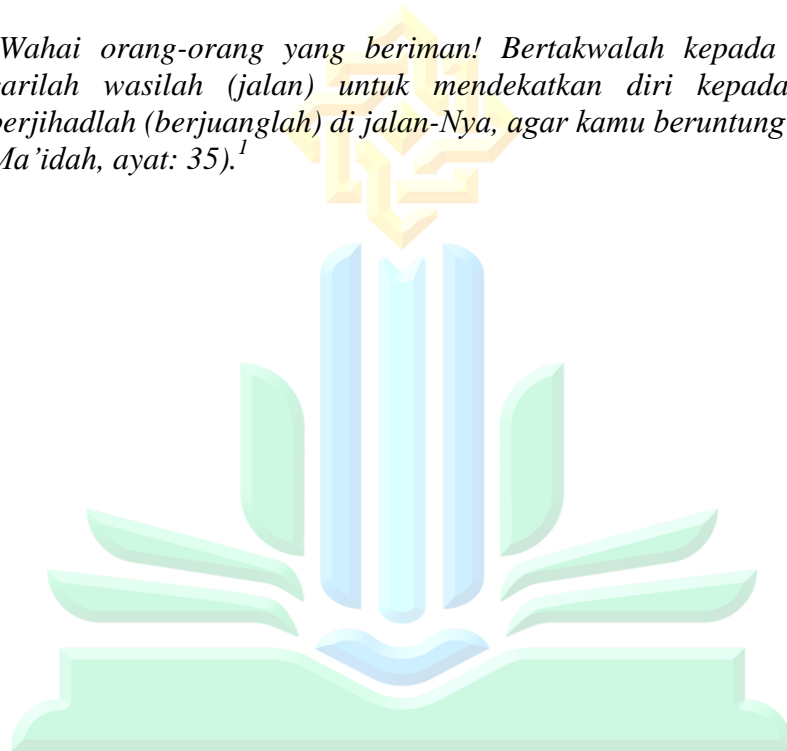 Wahai orang-orang yang beriman! Bertakwalah kepada
carilah wasilah (jalan) untuk mendekatkan diri kepada
berjihadlah (berjuanglah) di jalan-Nya, agar kamu beruntung
Ma'idah, ayat: 35).1